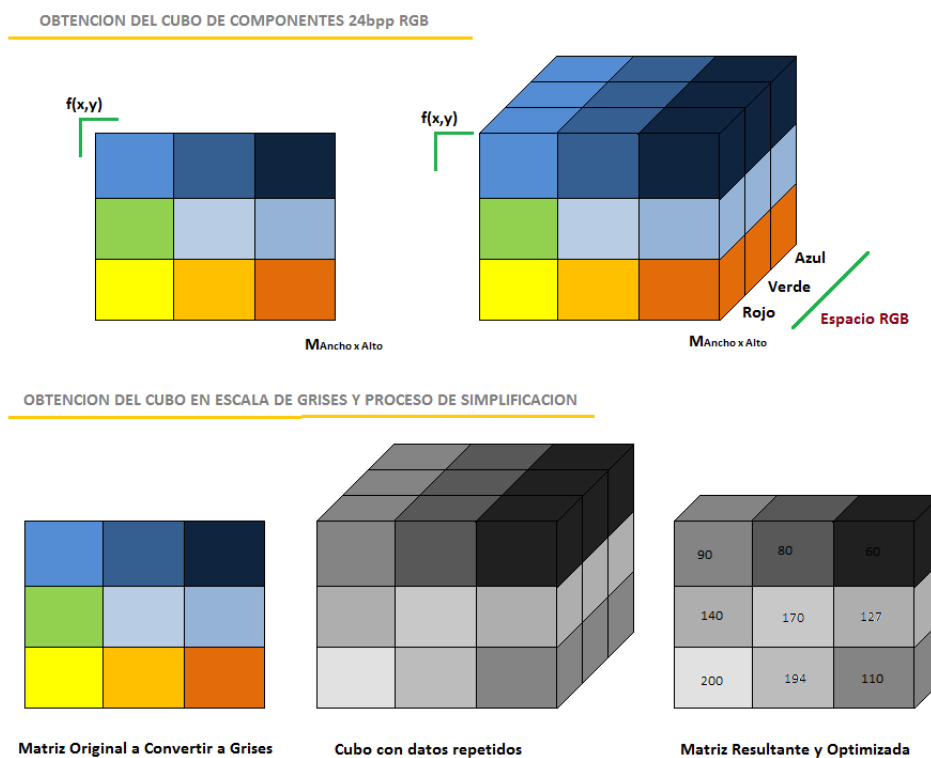 OBTENCION DEL CUBO DE COMPONENTES 24bpp RGB
f(x,y)
f(x,y)
Azul
Verde
Rojo
Espacio RGB
MAncho x Alto
MAncho x Alto
OBTENCION DEL CUBO EN ESCALA DE GRISES Y PROCESO DE SIMPLIFICACION
90 80 60
140 170 127
200 194 110
Matriz Original a Convertir a Grises
Cubo con datos repetidos
Matriz Resultante y Optimizada